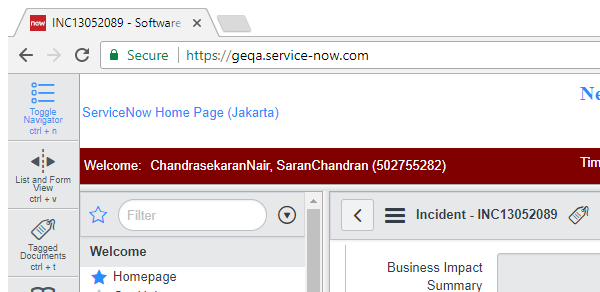 now INC13052089 - Software
Secure https://geqa.service-now.com
Toggle
Navigator
ctrl + n
ServiceNow Home Page (Jakarta)
Ne
Welcome: ChandrasekaranNair, SaranChandran (502755282)
Tim
List and Form
View
ctrl + v
Filter
Incident - INC13052089
Tagged
Documents
ctrl + t
Welcome
Homepage
Business Impact
Summary